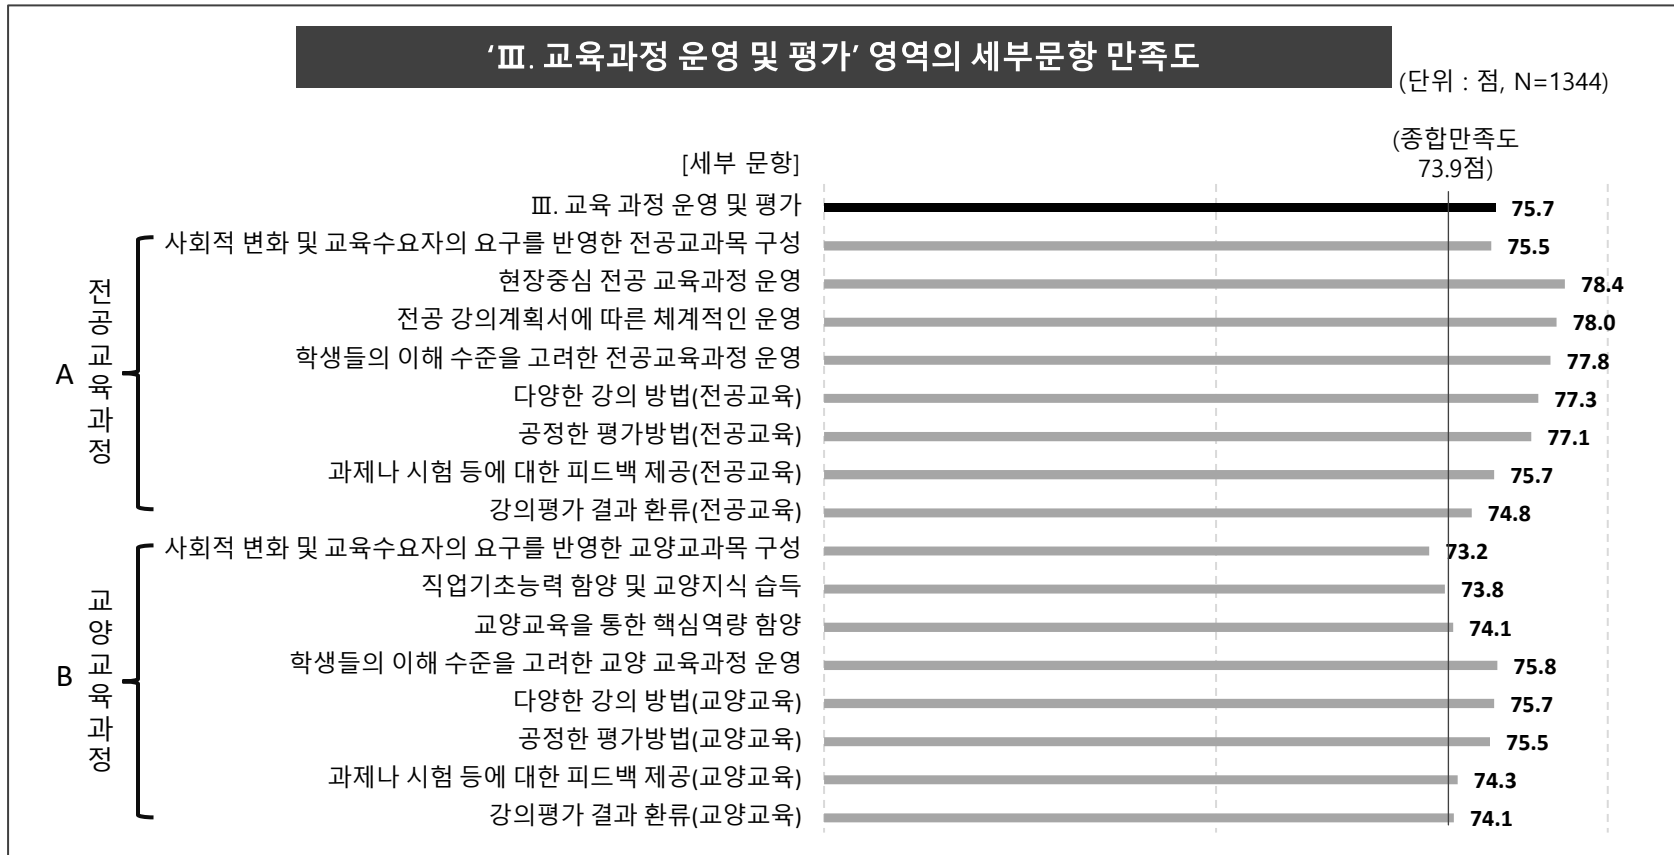 ‘Ⅲ. 교육과정 운영 및 평가’ 영역의 세부문항 만족도
(단위 : 점, N=1344)
(종합만족도
73.9점)
[세부 문항]
Ⅲ. 교육 과정 운영 및 평가 75.7
A 전공교육과정
사회적 변화 및 교육수요자의 요구를 반영한 전공교과목 구성 75.5
현장중심 전공 교육과정 운영 78.4
전공 강의계획서에 따른 체계적인 운영 78.0
학생들의 이해 수준을 고려한 전공교육과정 운영 77.8
다양한 강의 방법(전공교육) 77.3
공정한 평가방법(전공교육) 77.1
과제나 시험 등에 대한 피드백 제공(전공교육) 75.7
강의평가 결과 환류(전공교육) 74.8
B 교양교육과정
사회적 변화 및 교육수요자의 요구를 반영한 교양교과목 구성 73.2
직업기초능력 함양 및 교양지식 습득 73.8
교양교육을 통한 핵심역량 함양 74.1
학생들의 이해 수준을 고려한 교양 교육과정 운영 75.8
다양한 강의 방법(교양교육) 75.7
공정한 평가방법(교양교육) 75.5
과제나 시험 등에 대한 피드백 제공(교양교육) 74.3
강의평가 결과 환류(교양교육) 74.1